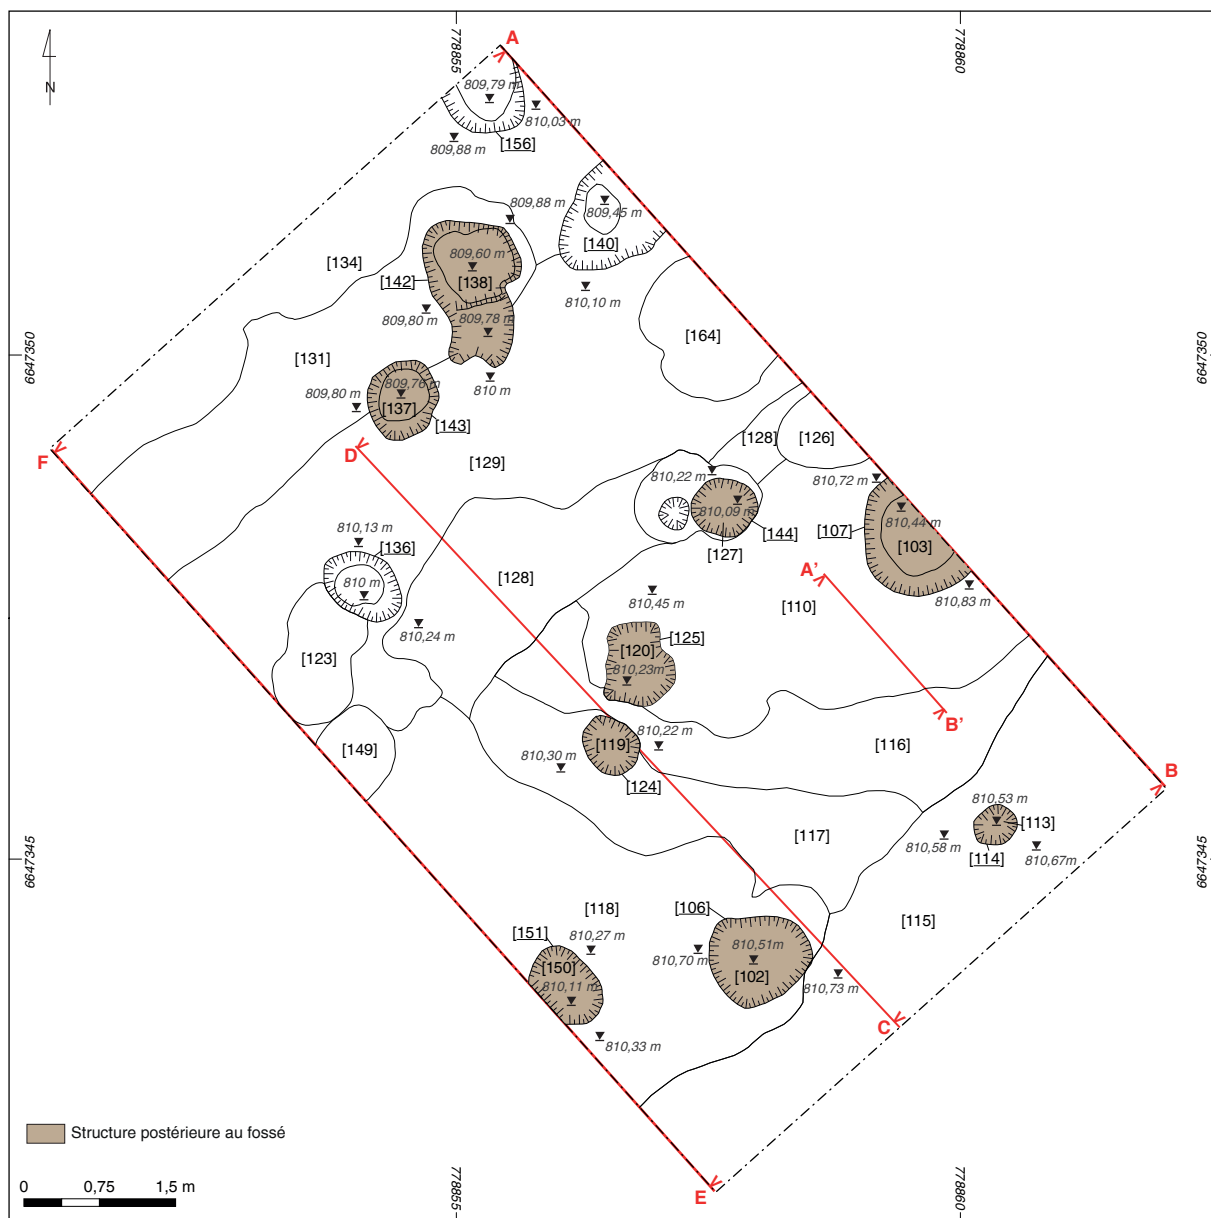 A
778855
778860
809,79 m
810,03 m
N
[156]
809,88 m
809,88 m
809,45 m
[140]
[134]
809,60 m
[142]
[138]
810,10 m
809,80 m
809,78 m
[164]
6647350
6647350
[131]
810 m
809,76 m
809,80 m
[137]
[143]
[128]
[126]
F
D
[129]
810,22 m
810,72 m
810,09 m
810,44 m
[144]
[107]
[127]
[103]
810,13 m
[136]
[128]
A'
810 m
810,45 m
[110]
810,83 m
810,24 m
[125]
[120]
[123]
810,23m
B'
[119]
810,22 m
[116]
[149]
810,30 m
[124]
B
810,53 m
[113]
[117]
810,58 m
[114]
810,67m
6647345
6647345
[118]
[106]
[115]
[151]
810,27 m
810,51m
[150]
810,70 m
[102]
810,11 m
810,73 m
C
810,33 m
Structure postérieure au fossé
0 0,75 1,5 m
E
778855
778860